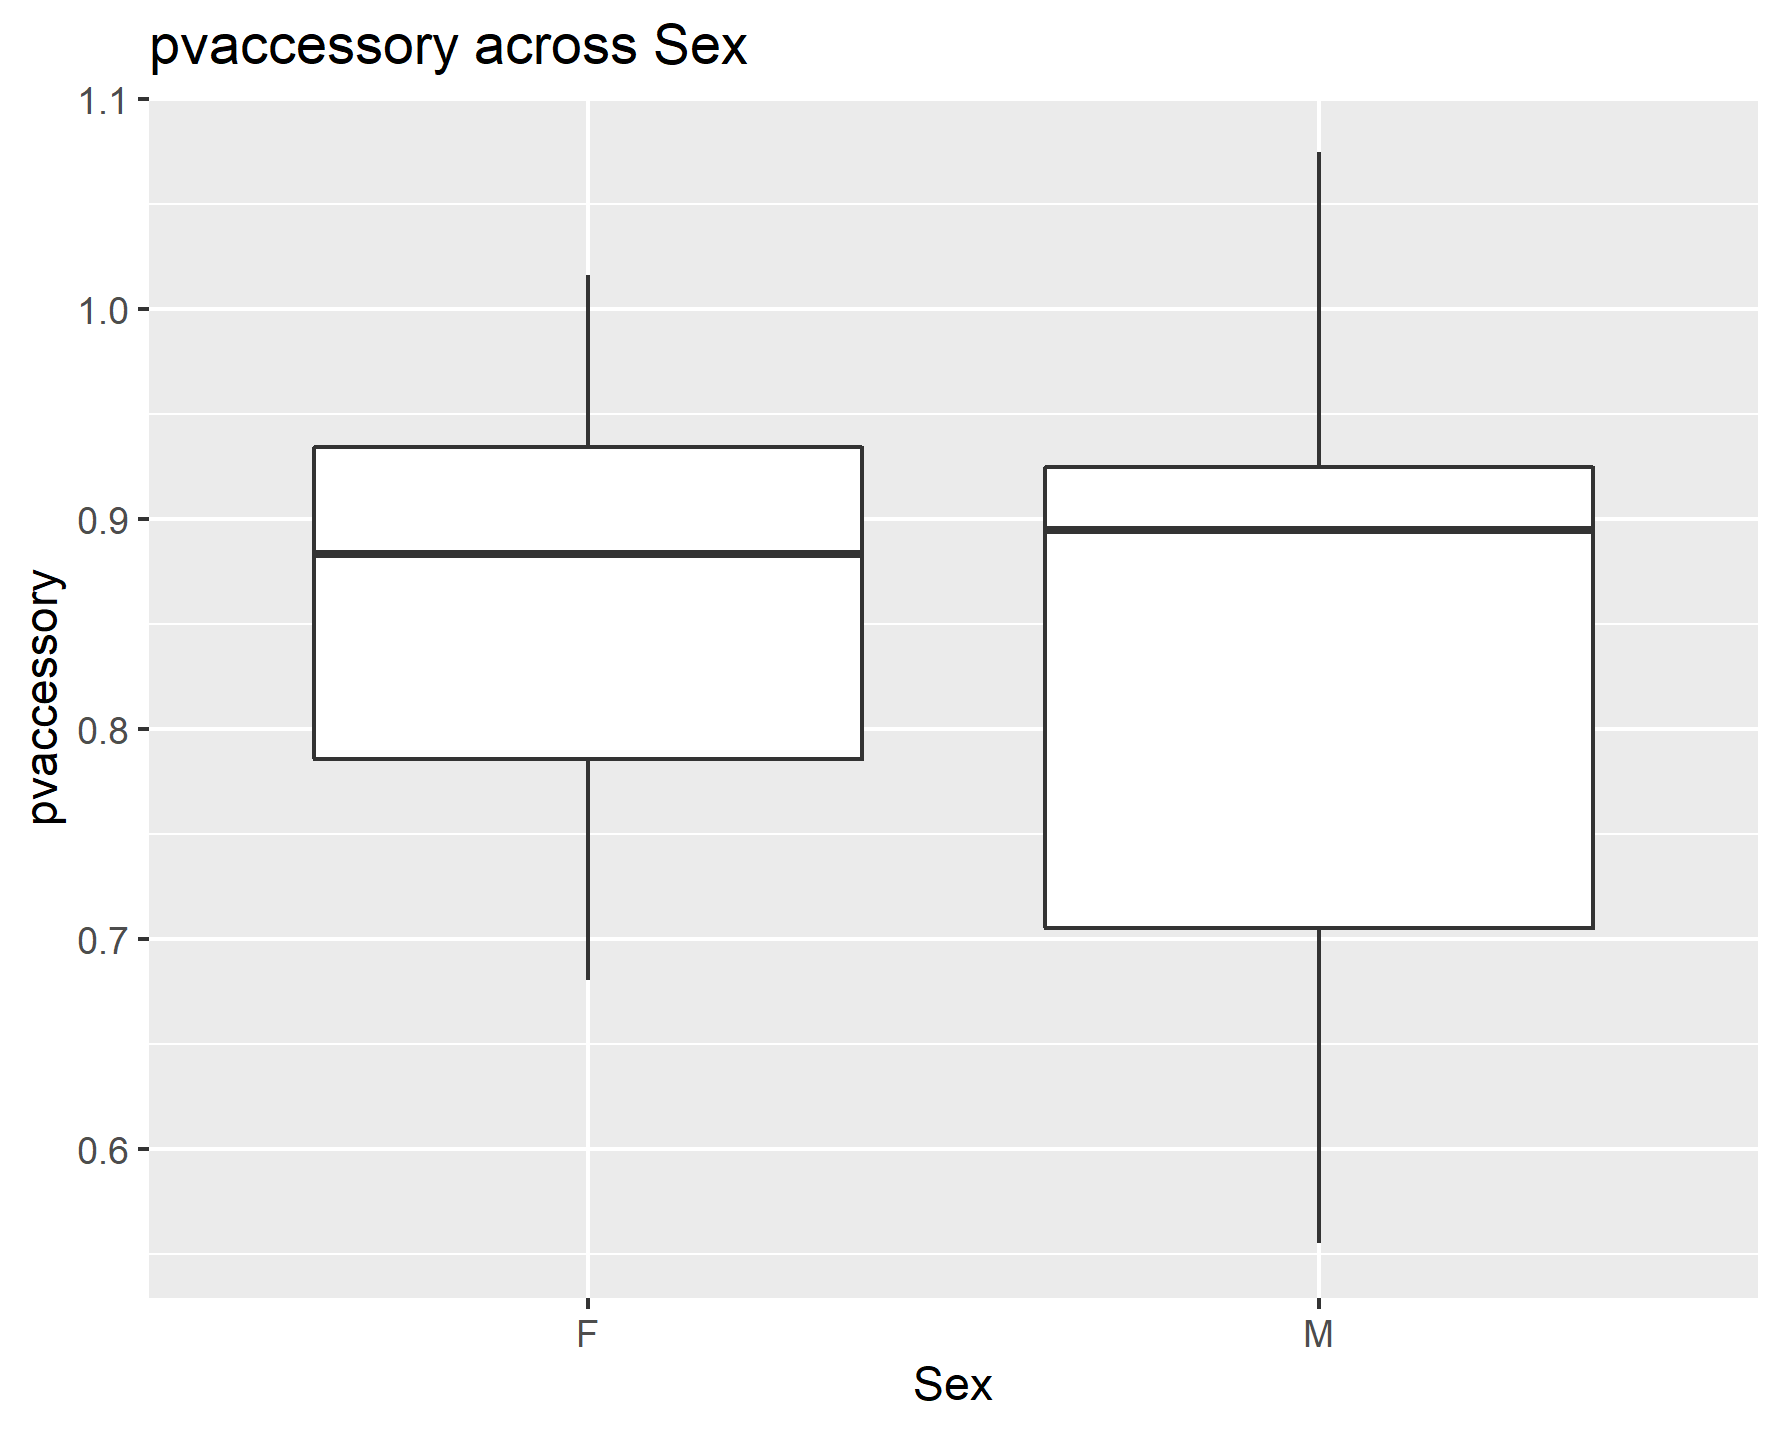 pvaccessory across Sex
1.1
1.0
0.9
0.8
0.7
0.6
pvaccessory
F
M
Sex